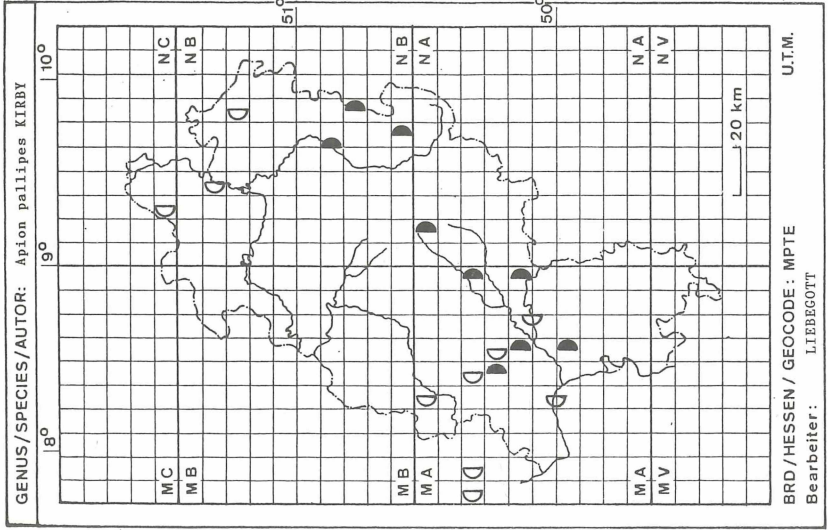 GENUS/SPECIES/AUTOR: Apion pallipes KIRBY
8° 9° 10°
51°
50°
MC NC
MB NB
MB NB
MA NA
MA NA
MV NV
20 km
BRD/HESSEN/GEOCODE: MPTE U.T.M.
Bearbeiter: LIEBEGOTT